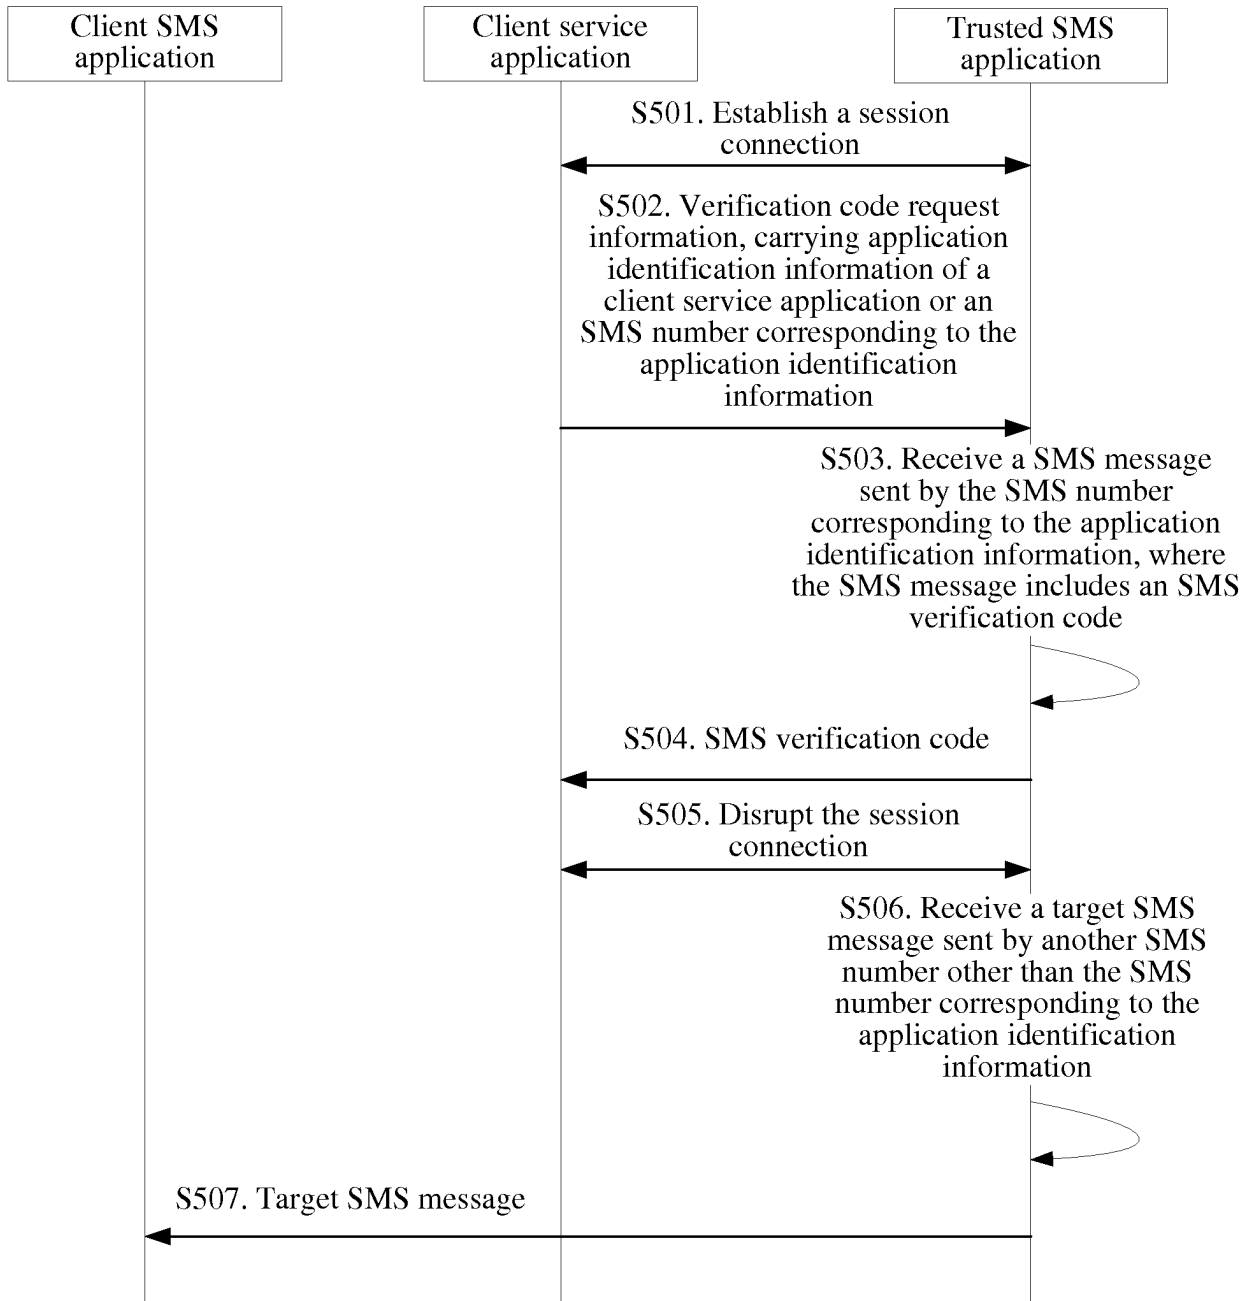 Client SMS
application
Client service
application
Trusted SMS
application
S501. Establish a session
connection
S502. Verification code request
information, carrying application
identification information of a
client service application or an
SMS number corresponding to the
application identification
information
S503. Receive a SMS message
sent by the SMS number
corresponding to the application
identification information, where
the SMS message includes an SMS
verification code
S504. SMS verification code
S505. Disrupt the session
connection
S506. Receive a target SMS
message sent by another SMS
number other than the SMS
number corresponding to the
application identification
information
S507. Target SMS message